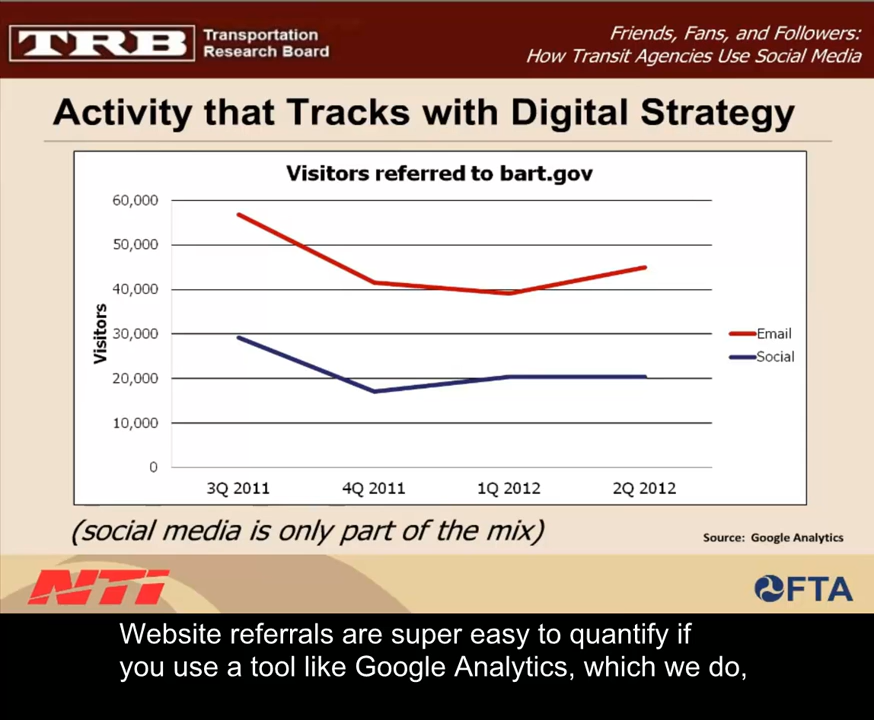 TRB Transportation
Research Board
Friends, Fans, and Followers:
How Transit Agencies Use Social Media
Activity that Tracks with Digital Strategy
Visitors referred to bart.gov
60,000
50,000
40,000
30,000
20,000
10,000
0
Visitors
3Q 2011 4Q 2011 1Q 2012 2Q 2012
Email
Social
(social media is only part of the mix)
Source: Google Analytics
NTI
FTA
Website referrals are super easy to quantify if
you use a tool like Google Analytics, which we do,